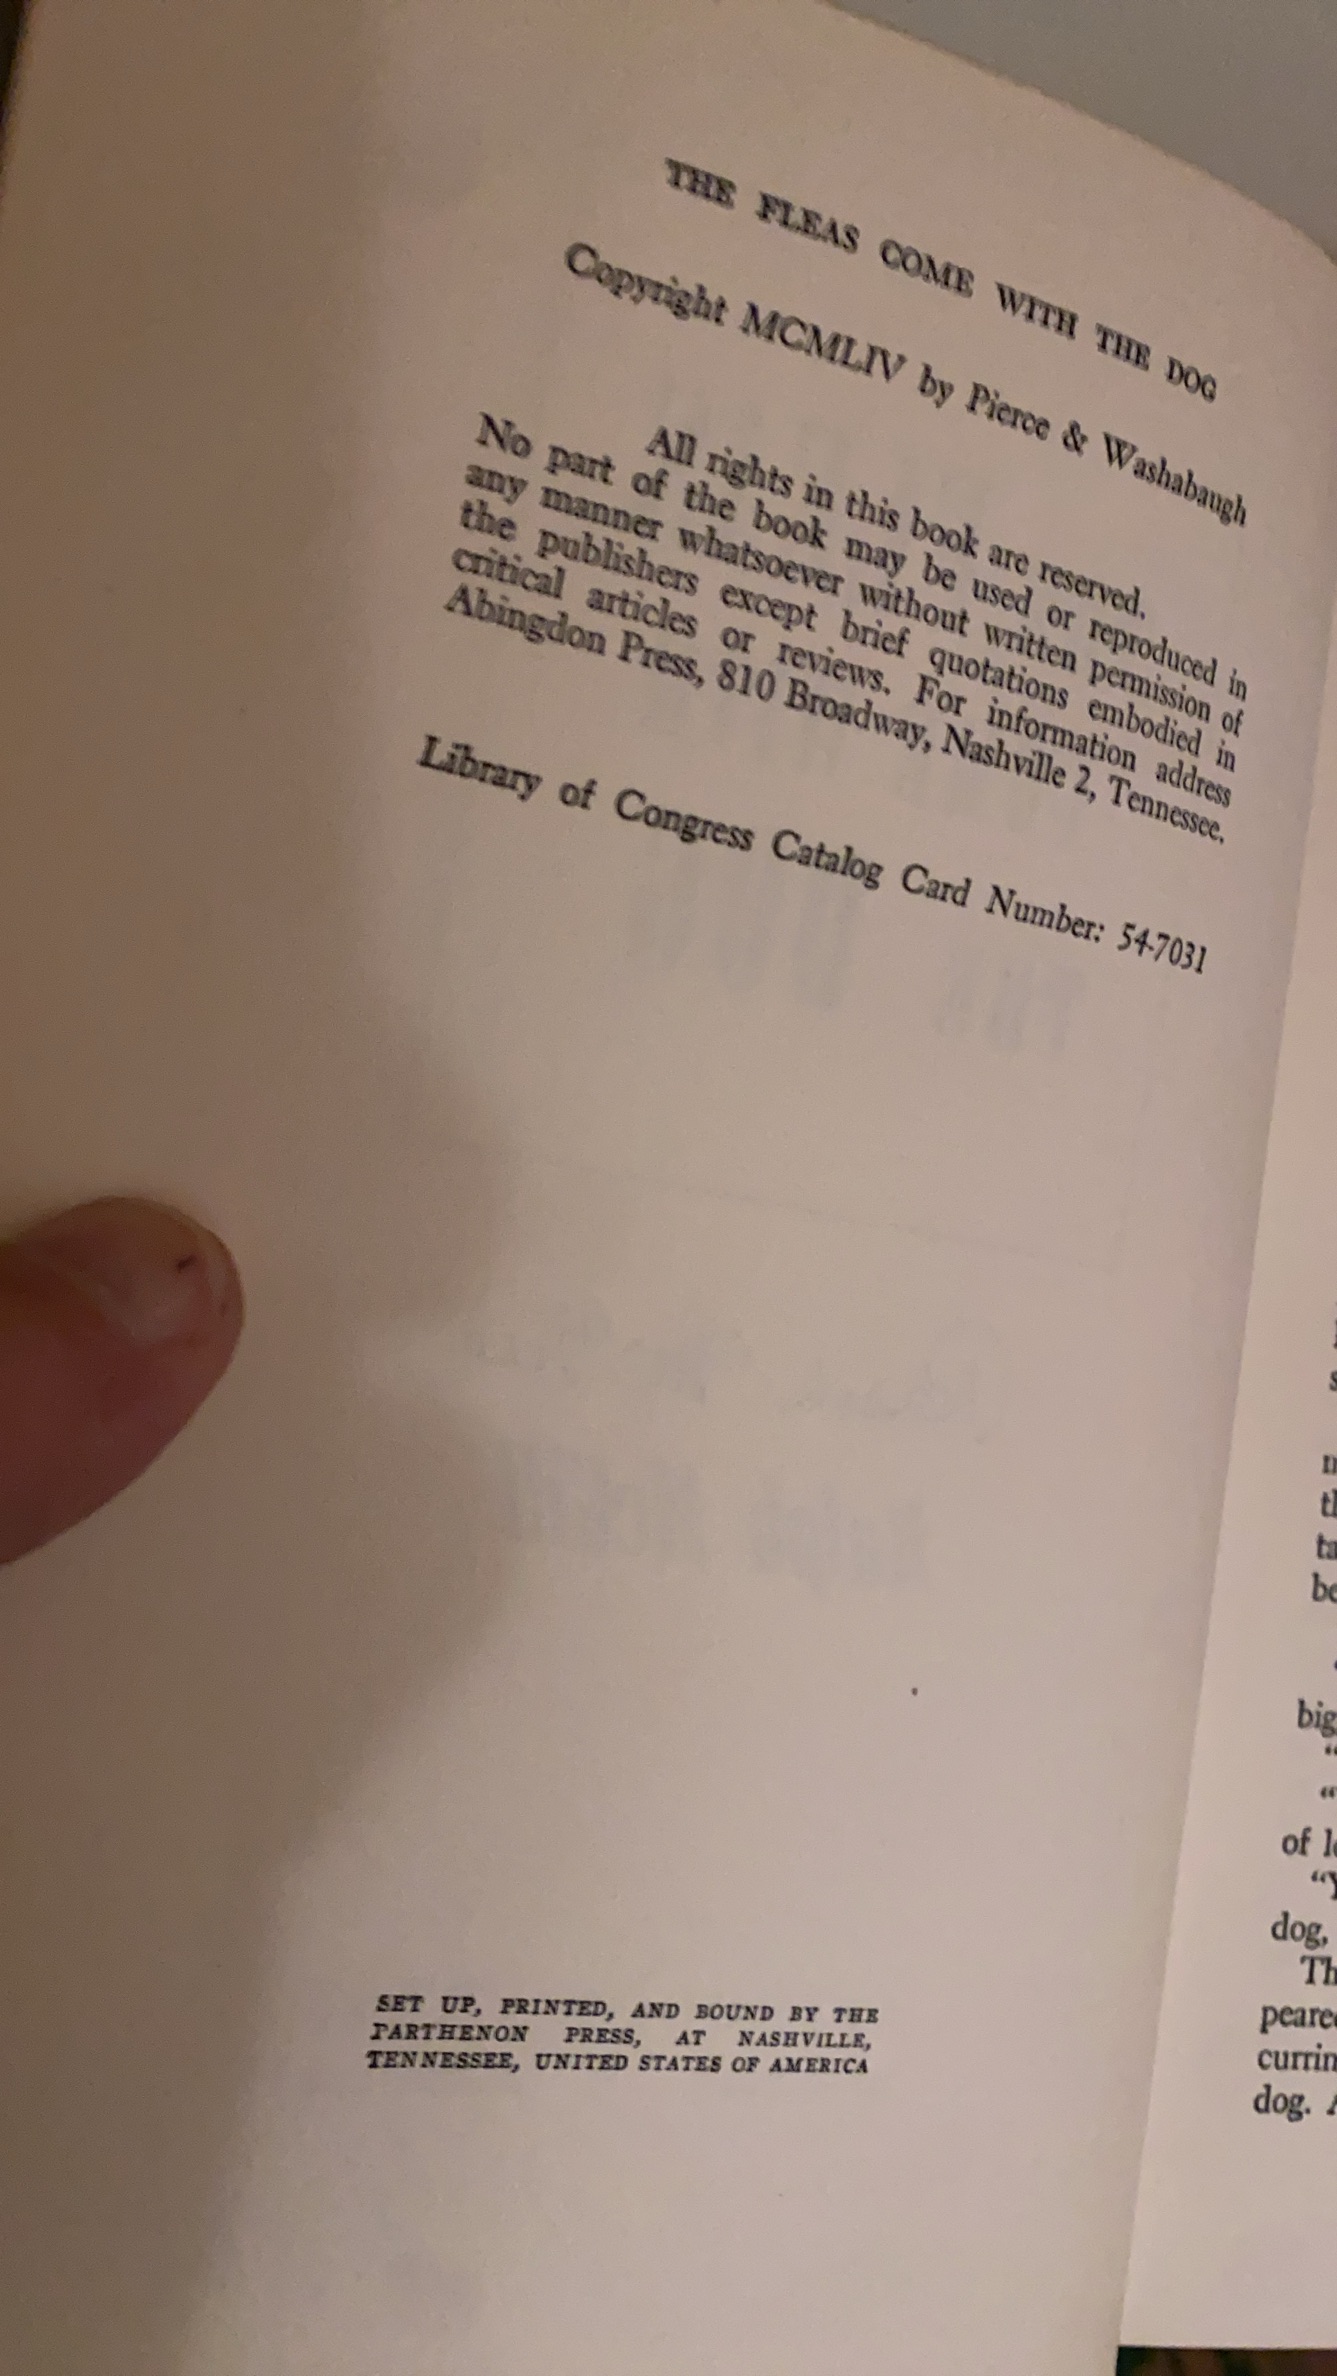 THE FLEAS COME WITH THE DOG
Copyright MCMLIV by Pierce & Washabaugh
All rights in this book are reserved.
No part of the book may be used or reproduced in
any manner whatsoever without written permission of
the publishers except brief quotations embodied in
critical articles or reviews. For information address
Abingdon Press, 810 Broadway, Nashville 2, Tennessee.
Library of Congress Catalog Card Number: 54-7031
SET UP, PRINTED, AND BOUND BY THE
PARTHENON PRESS, AT NASHVILLE,
TENNESSEE, UNITED STATES OF AMERICA
big
of
dog,
dog.